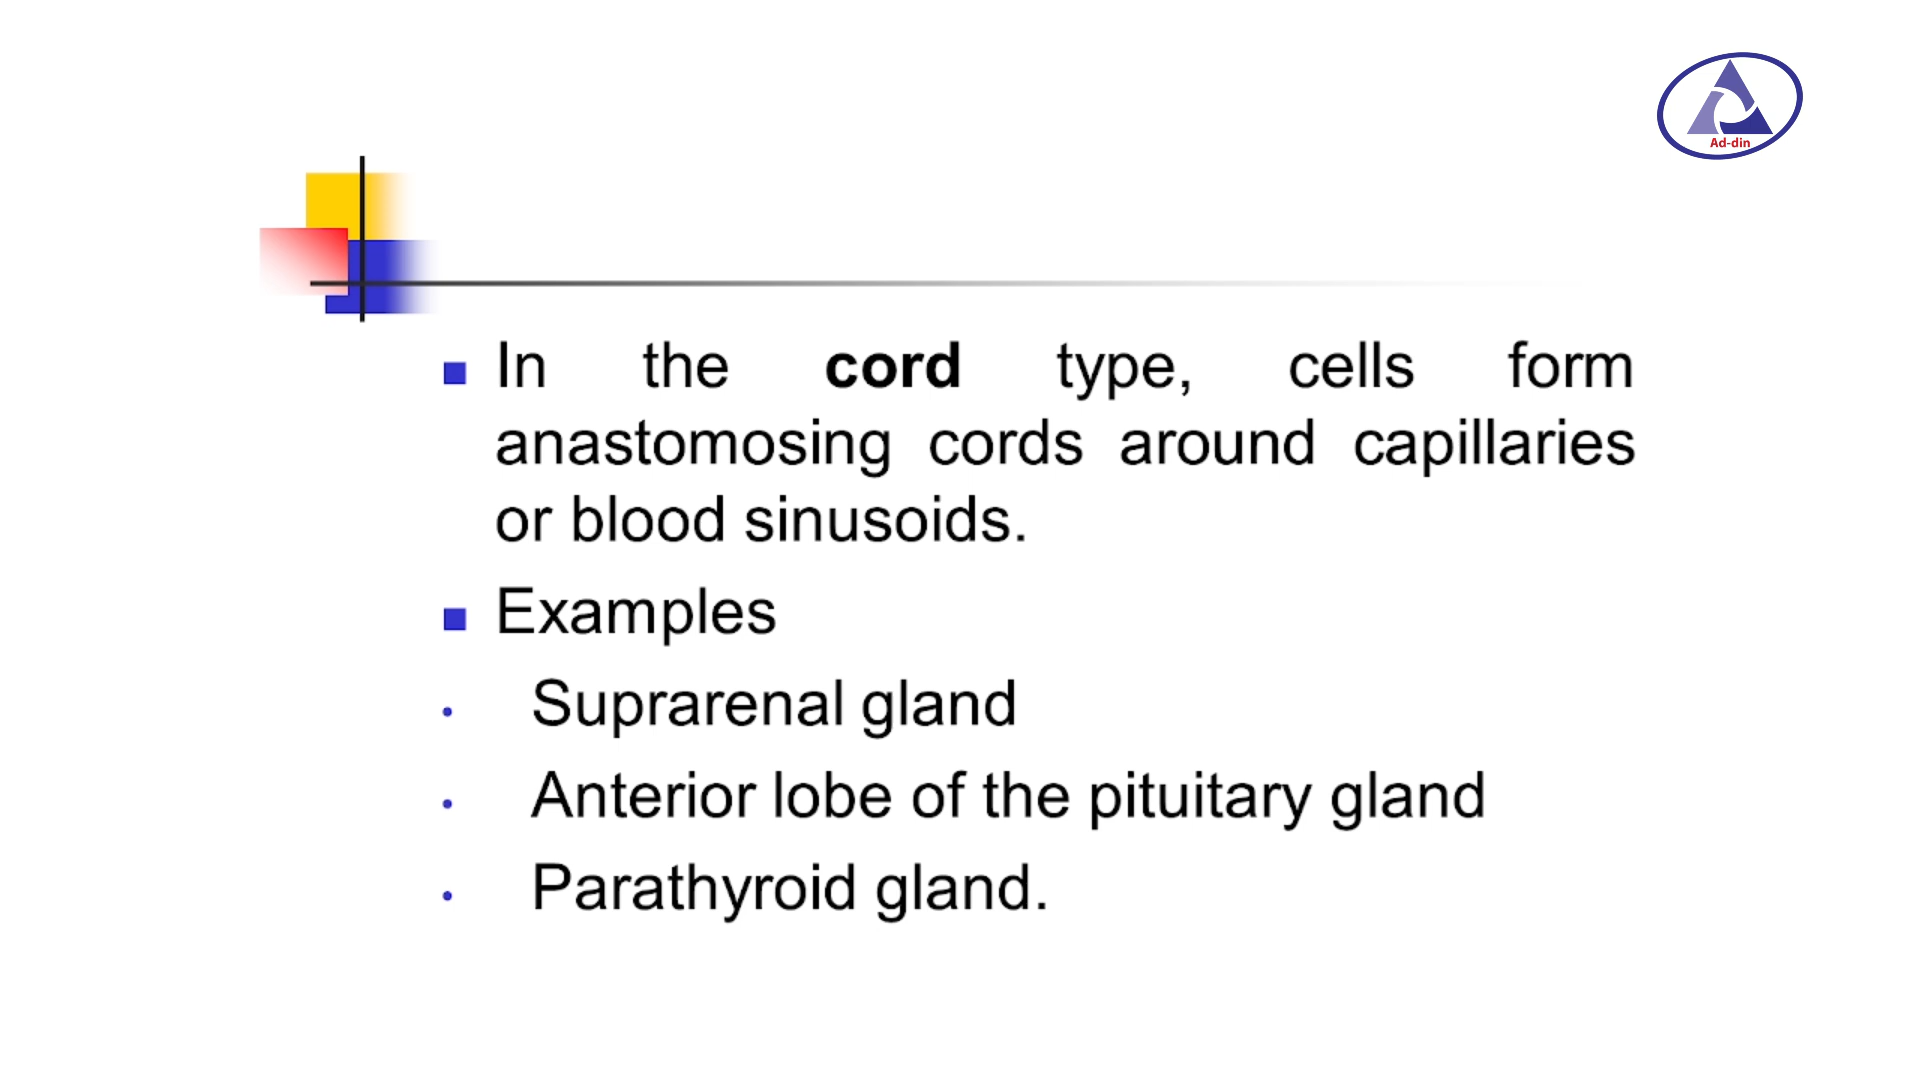 Ad-din
In the cord type, cells form
anastomosing cords around capillaries
or blood sinusoids.
Examples
Suprarenal gland
Anterior lobe of the pituitary gland
Parathyroid gland.